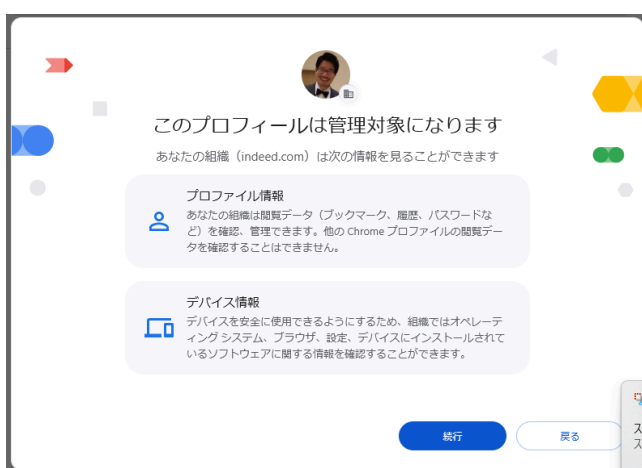 このプロフィールは管理対象になります
あなたの組織（indeed.com）は次の情報を見ることができます
プロファイル情報
あなたの組織は閲覧データ（ブックマーク、履歴、パスワードな
ど）を確認、管理できます。他の Chrome プロファイルの閲覧デー
タを確認することはできません。
デバイス情報
デバイスを安全に使用できるようにするため、組織ではオペレーテ
ィング システム、ブラウザ、設定、デバイスにインストールされて
いるソフトウェアに関する情報を確認することができます。
続行
戻る
ス
ス